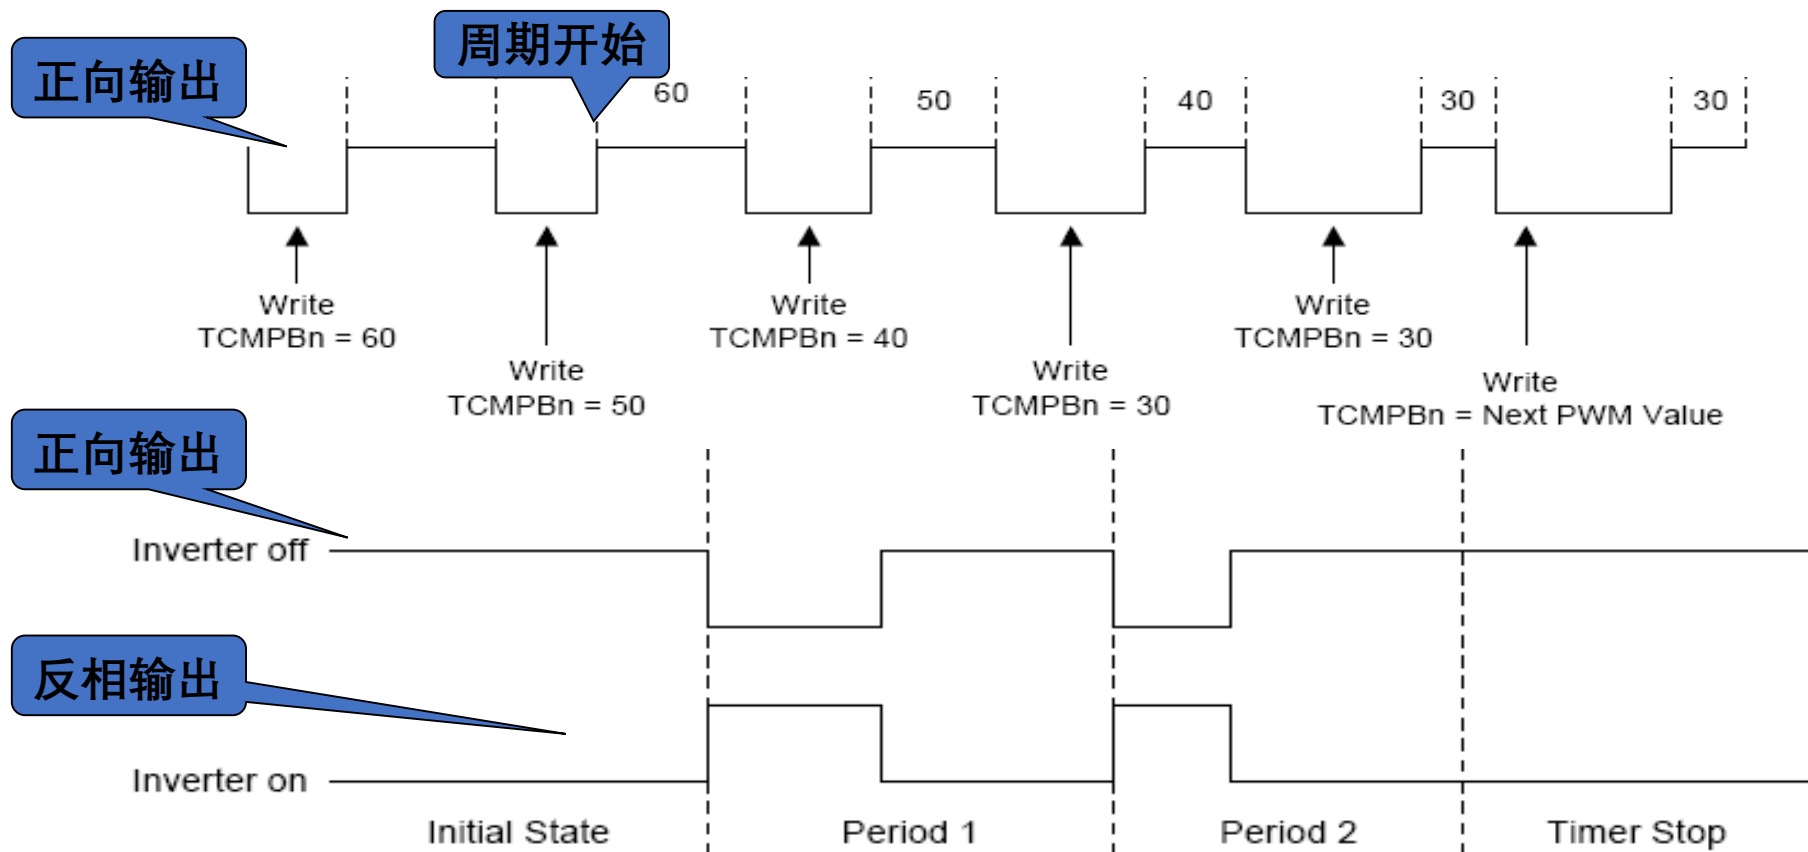 正向输出
周期开始
60
50
40
30
30
Write
TCMPBn = 60
Write
TCMPBn = 50
Write
TCMPBn = 40
Write
TCMPBn = 30
Write
TCMPBn = 30
Write
TCMPBn = Next PWM Value
正向输出
Inverter off
反相输出
Inverter on
Initial State
Period 1
Period 2
Timer Stop